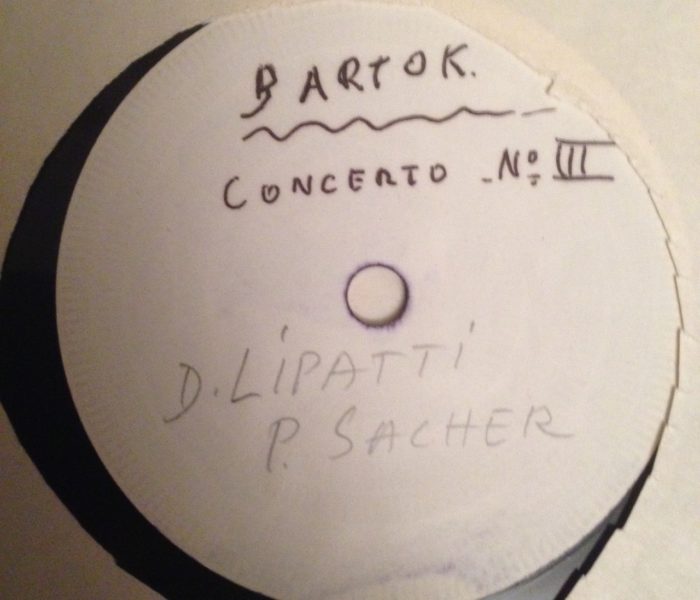 BARTOK.
CONCERTO - Nº III
D. LIPATTI
P. SACHER